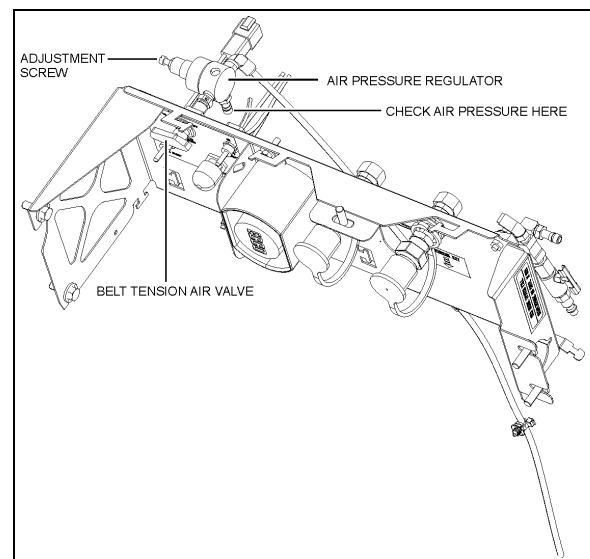 ADJUSTMENT
SCREW
AIR PRESSURE REGULATOR
CHECK AIR PRESSURE HERE
BELT TENSION AIR VALVE